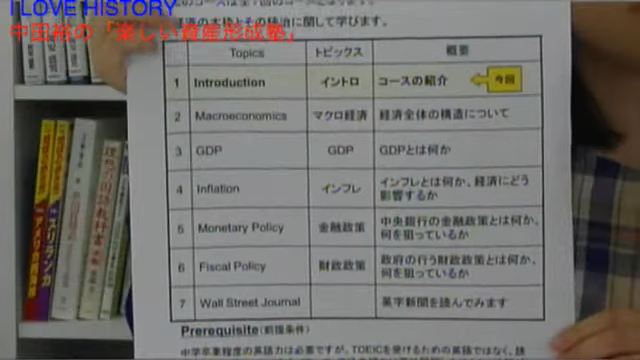 I LOVE HISTORY
中田裕の「楽しい資産形成塾」
に関して学びます。
Topics トピックス 概要
1 Introduction イントロ コースの紹介 今回
2 Macroeconomics マクロ経済 経済全体の構造について
3 GDP GDP GDPとは何か
4 Inflation インフレ インフレとは何か、経済にどう
影響するか
5 Monetary Policy 金融政策 中央銀行の金融政策とは何か、
何を狙っているか
6 Fiscal Policy 財政政策 政府の行う財政政策とは何か、
何を狙っているか
7 Wall Street Journal 英字新聞を読んでみます
Prerequisite(前提条件)
中学卒業程度の英語力は必要ですが、TOEICを受けるための英語ではなく、
スリランカ